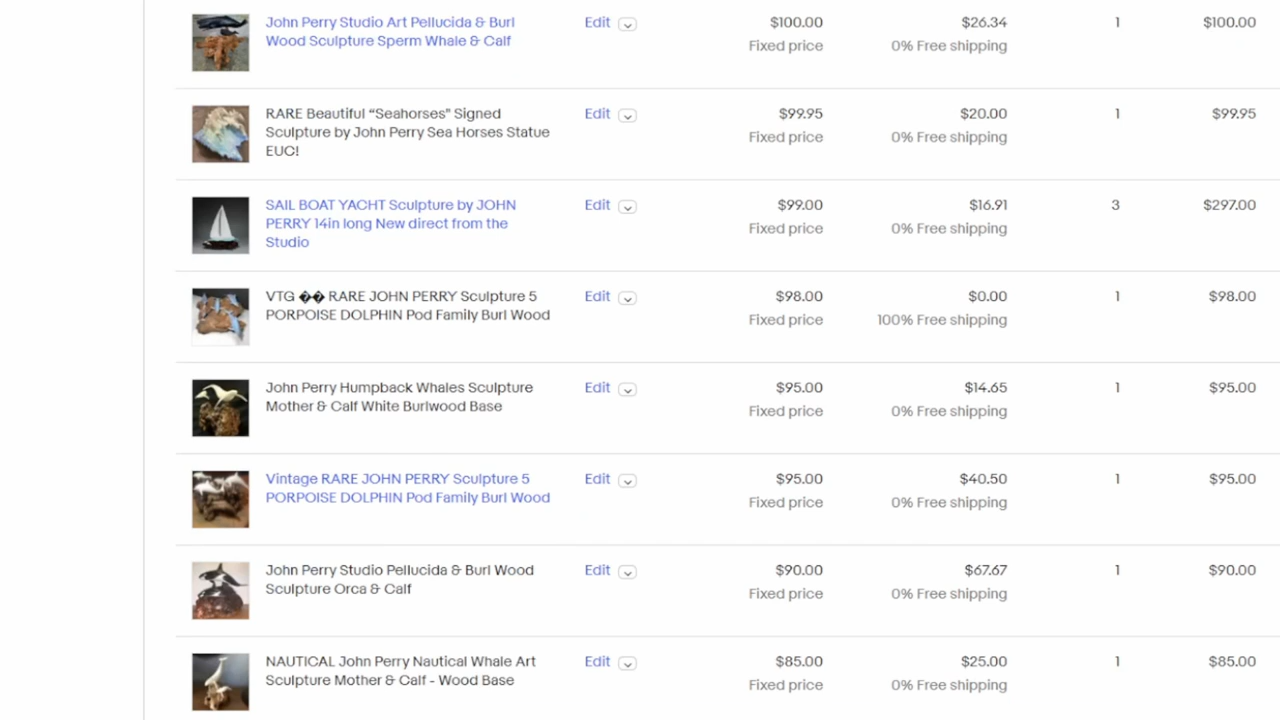 John Perry Studio Art Pellucida & Burl
Wood Sculpture Sperm Whale & Calf
Edit
$100.00
Fixed price
$26.34
0% Free shipping
1
$100.00
RARE Beautiful “Seahorses" Signed
Sculpture by John Perry Sea Horses Statue
EUC!
Edit
$99.95
Fixed price
$20.00
0% Free shipping
1
$99.95
SAIL BOAT YACHT Sculpture by JOHN
PERRY 14in long New direct from the
Studio
Edit
$99.00
Fixed price
$16.91
0% Free shipping
3
$297.00
VTG �� RARE JOHN PERRY Sculpture 5
PORPOISE DOLPHIN Pod Family Burl Wood
Edit
$98.00
Fixed price
$0.00
100% Free shipping
1
$98.00
John Perry Humpback Whales Sculpture
Mother & Calf White Burlwood Base
Edit
$95.00
Fixed price
$14.65
0% Free shipping
1
$95.00
Vintage RARE JOHN PERRY Sculpture 5
PORPOISE DOLPHIN Pod Family Burl Wood
Edit
$95.00
Fixed price
$40.50
0% Free shipping
1
$95.00
John Perry Studio Pellucida & Burl Wood
Sculpture Orca & Calf
Edit
$90.00
Fixed price
$67.67
0% Free shipping
1
$90.00
NAUTICAL John Perry Nautical Whale Art
Sculpture Mother & Calf - Wood Base
Edit
$85.00
Fixed price
$25.00
0% Free shipping
1
$85.00